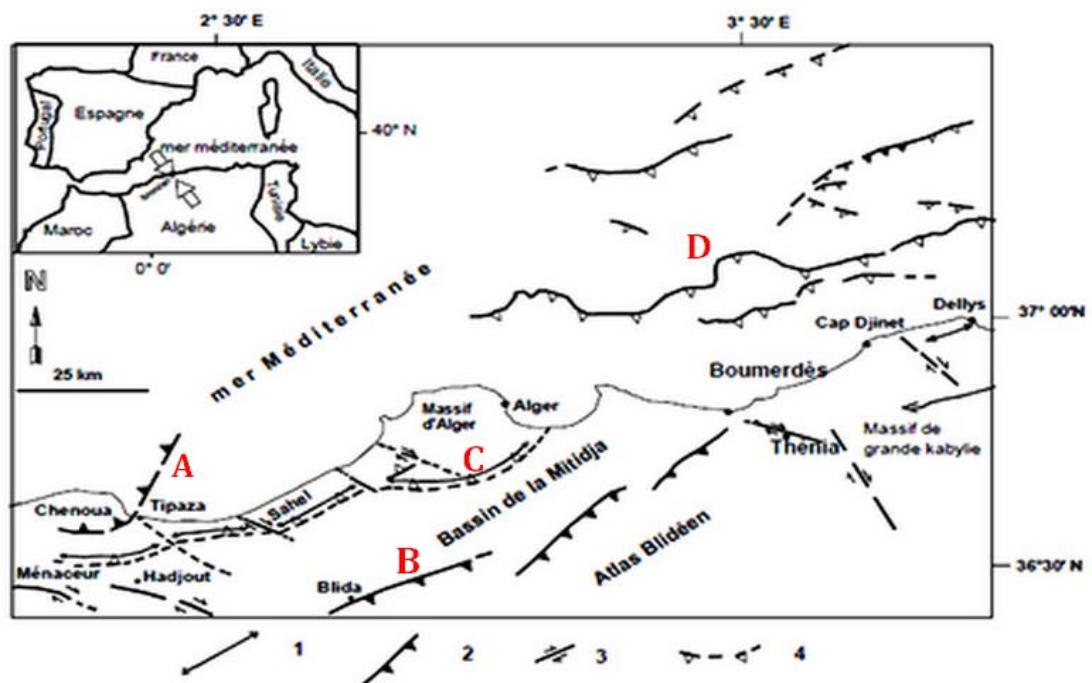 2° 30' E
3° 30' E
France
Italie
Portugal
Espagne
40° N
mer méditerranée
Tunisie
Maroc
Algérie
Lybie
0° 0'
N
25 km
mer Méditerranée
D
Dellys
37° 00'N
Cap Djinet
Boumerdès
Massif
d'Alger
Alger
Massif de
grande kabylie
Thenia
A
C
Bassin de la Mitidja
Chenoua
Tipaza
Sahel
Atlas Blidéen
Ménaceur
Hadjout
B
Blida
36°30' N
1
2
3
4